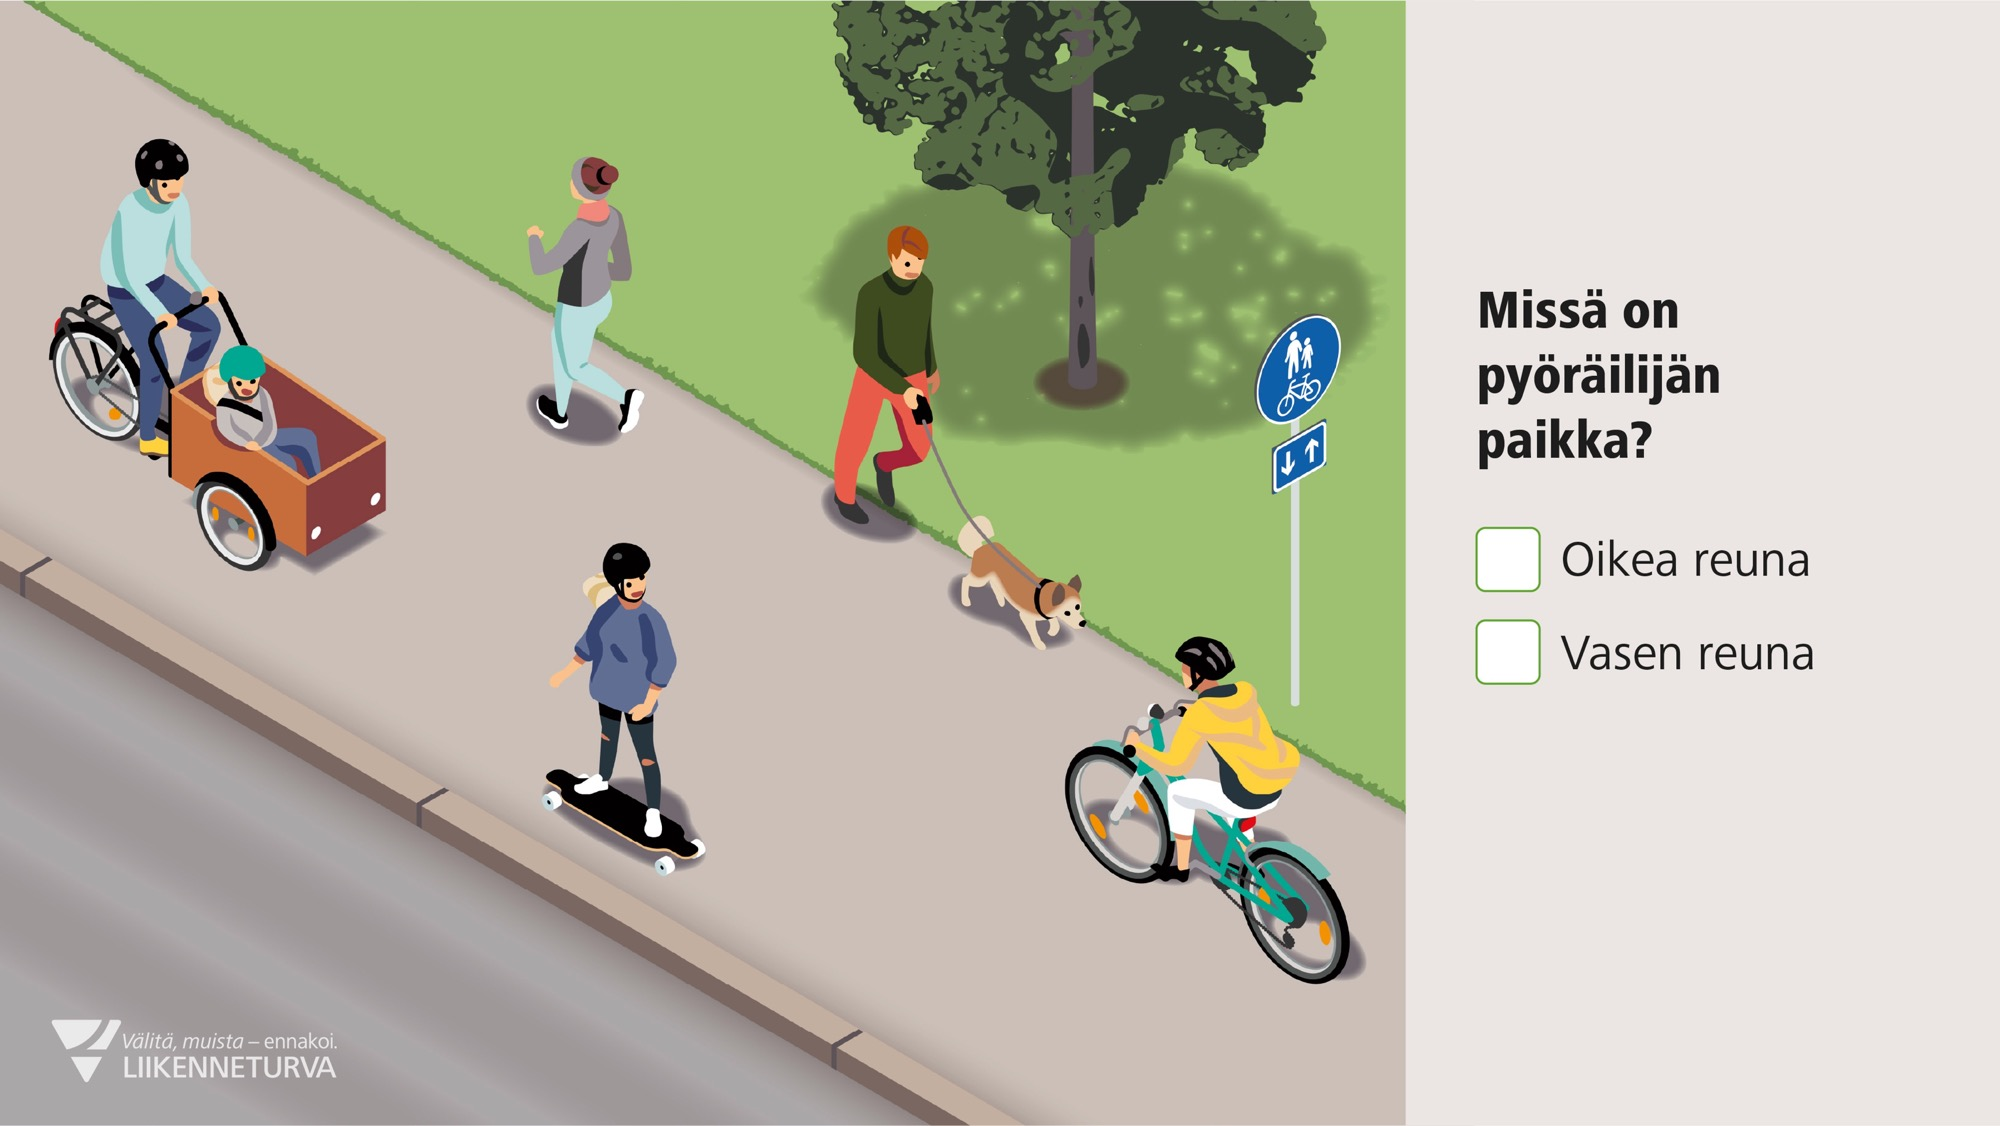 Missä on
pyöräilijän
paikka?
Oikea reuna
Vasen reuna
Välitä, muista – ennakoi.
LIIKENNETURVA